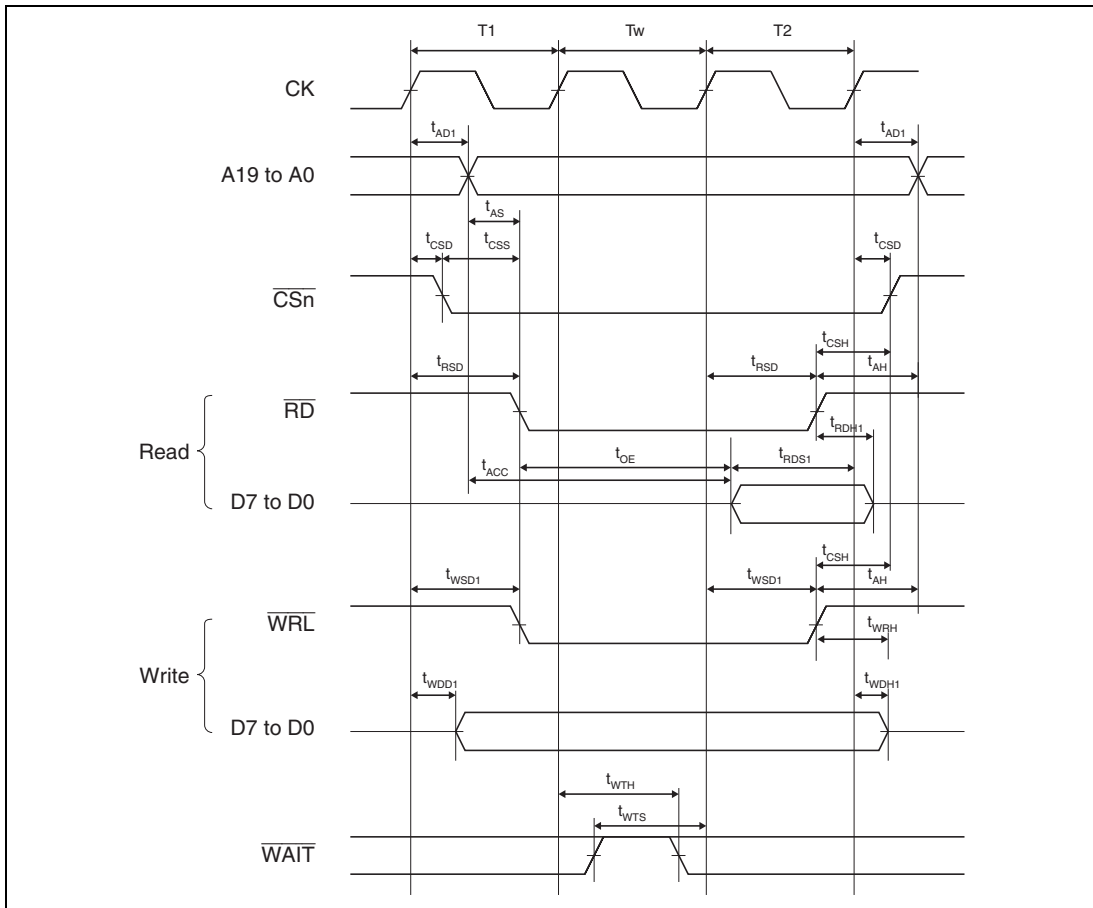 T1 Tw T2
CK
tAD1 tAD1
A19 to A0
tAS
tCSD tCSS tCSD
CSn
tCSH
tRSD tRSD tAH
RD
tRDH1
Read
tOE tRDS1
tACC
D7 to D0
tCSH
tWSD1 tWSD1 tAH
WRL
tWRH
Write
tWDD1 tWDH1
D7 to D0
tWTH
tWTS
WAIT